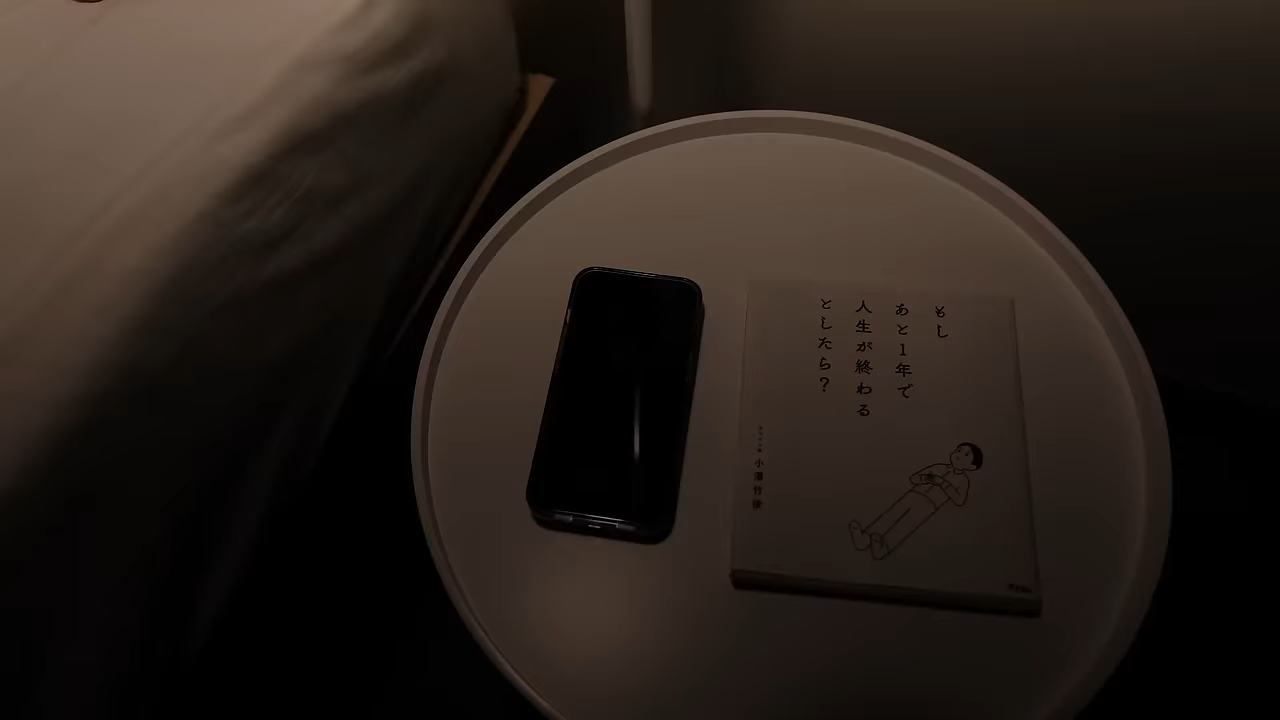 もし
あと1年で
人生が終わる
としたら？
小澤竹俊